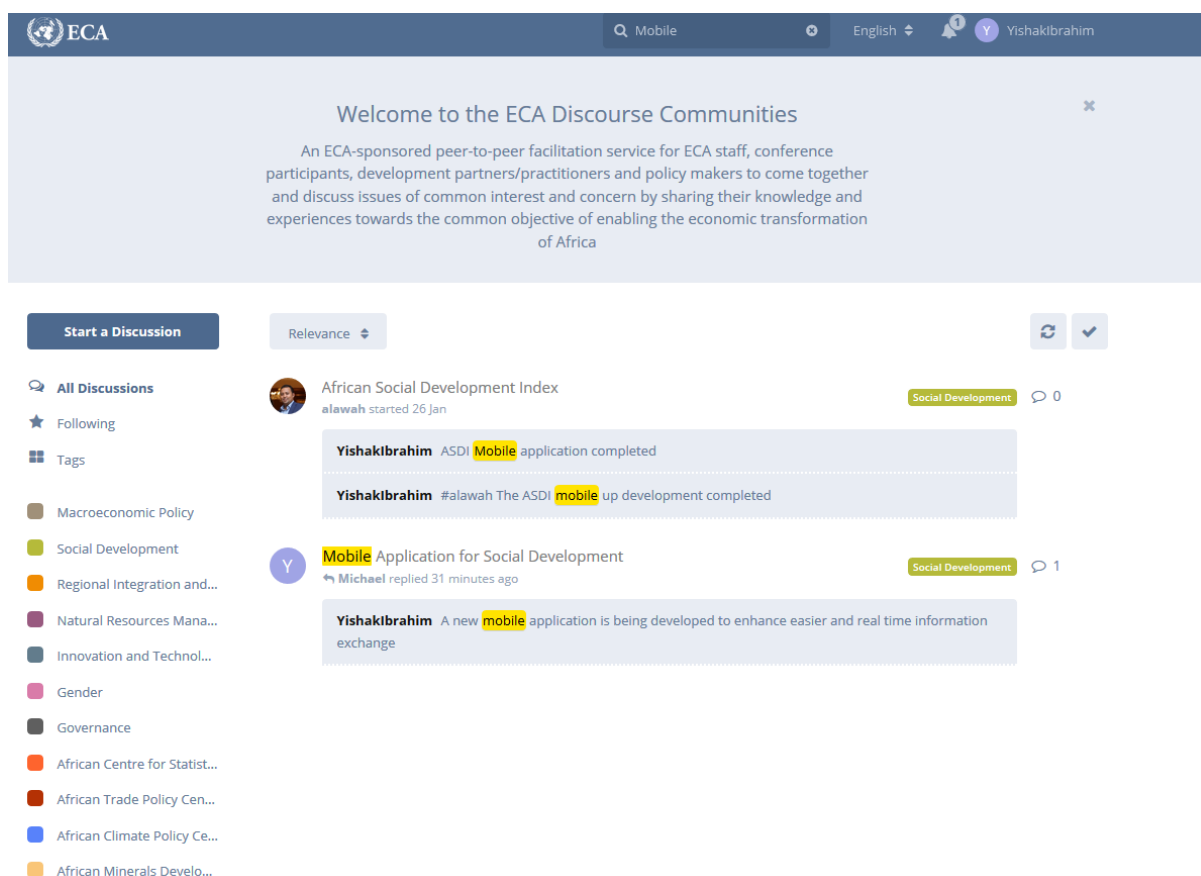 ECA
Mobile
English
1
Y
YishakIbrahim
Welcome to the ECA Discourse Communities
An ECA-sponsored peer-to-peer facilitation service for ECA staff, conference
participants, development partners/practitioners and policy makers to come together
and discuss issues of common interest and concern by sharing their knowledge and
experiences towards the common objective of enabling the economic transformation
of Africa
Start a Discussion
All Discussions
Following
Tags
Macroeconomic Policy
Social Development
Regional Integration and...
Natural Resources Mana...
Innovation and Technol...
Gender
Governance
African Centre for Statist...
African Trade Policy Cen...
African Climate Policy Ce...
African Minerals Develo...
Relevance
African Social Development Index
alawah started 26 Jan
Social Development
0
YishakIbrahim ASDI Mobile application completed
YishakIbrahim #alawah The ASDI mobile up development completed
Y
Mobile Application for Social Development
Michael replied 31 minutes ago
Social Development
1
YishakIbrahim A new mobile application is being developed to enhance easier and real time information
exchange